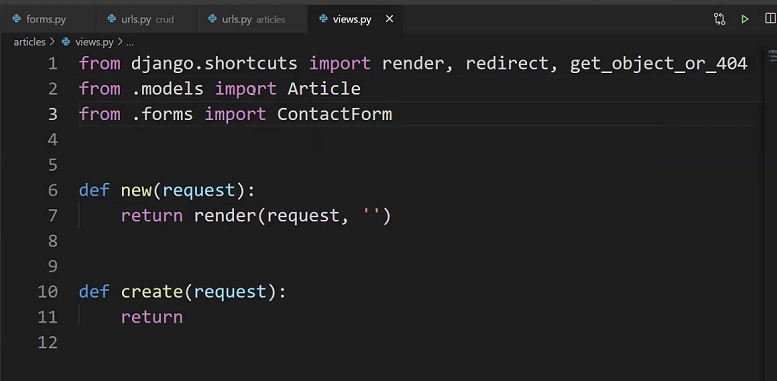 forms.py urls.py crud urls.py articles views.py ×
articles > views.py > ...
1 from django.shortcuts import render, redirect, get_object_or_404
2 from .models import Article
3 from .forms import ContactForm
4
5
6 def new(request):
7     return render(request, '')
8
9
10 def create(request):
11     return
12